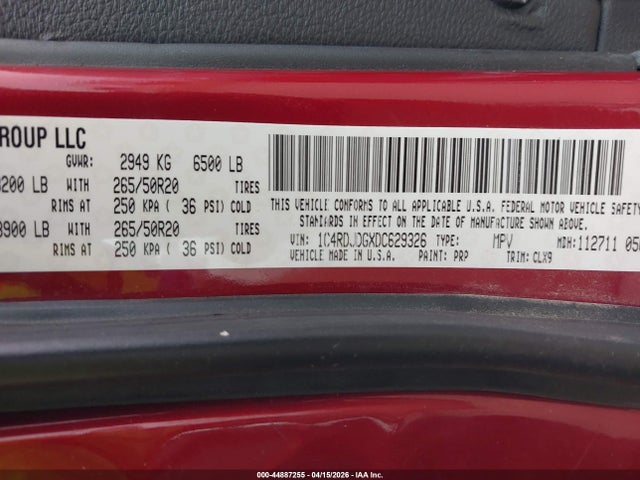 GROUP LLC
GVWR: 2949 KG 6500 LB
200 LB WITH 265/50R20 TIRES
RIMS AT 250 KPA ( 36 PSI) COLD
3900 LB WITH 265/50R20 TIRES
RIMS AT 250 KPA ( 36 PSI) COLD
THIS VEHICLE CONFORMS TO ALL APPLICABLE U.S.A. FEDERAL MOTOR VEHICLE SAFETY
STANDARDS IN EFFECT ON THE DATE OF MANUFACTURE SHOWN ABOVE.
VIN: 1C4RDJDGXDC629326 TYPE: MPV MDH: 112711 05
VEHICLE MADE IN U.S.A. PAINT: PRP TRIM: CLX9
000-44887255 - 04/15/2026 - IAA, Inc.